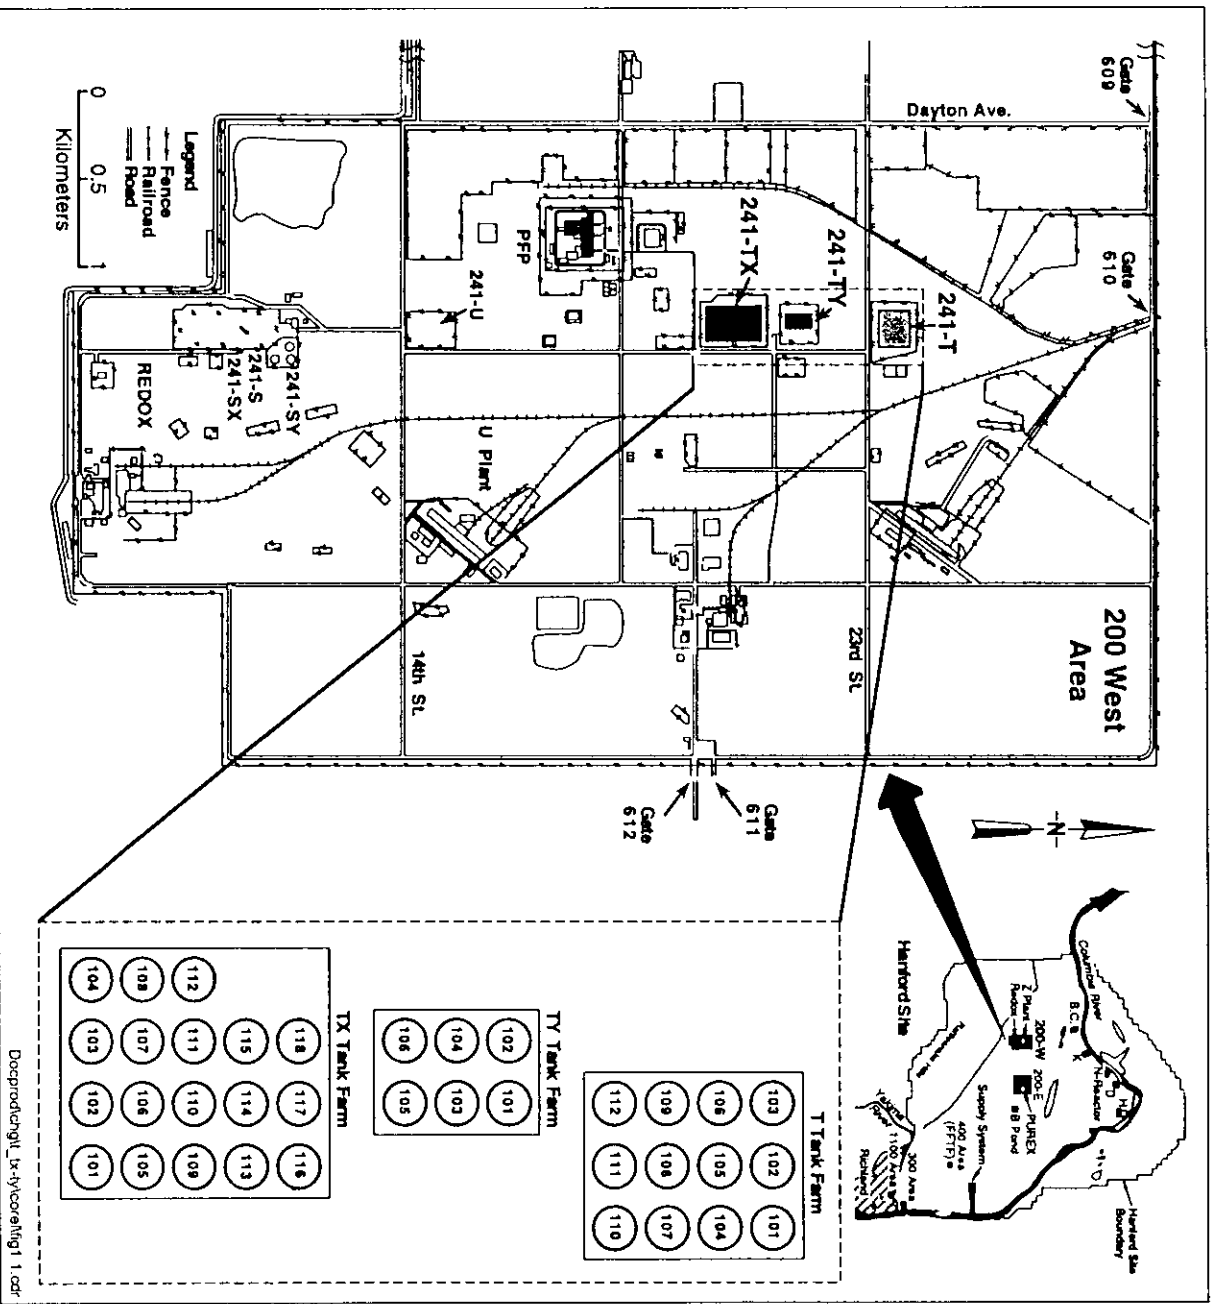 Gate
609
Dayton Ave.
Gate
610
200 West
Area
241-T
241-TY
241-TX
PFP
241-U
241-SY
241-S
241-SX
REDOX
U Plant
23rd St.
14th St.
Gate
611
Gate
612
Legend
Fence
Railroad
Road
0
0.5
1
Kilometers
-N-
Hanford Site
Columbia River
B.C.
K
N-Reactor
D
H
Z Plant
Redox
200-W
200-E
PUREX
B Pond
Supply System
400 Area
(FFTF)
300 Area
1100 Area
Richland
Yakima
River
Hanford Site
Boundary
T Tank Farm
103 102 101
106 105 104
109 108 107
112 111 110
TY Tank Farm
102 101
104 103
106 105
TX Tank Farm
118 117 116
115 114 113
112 111 110 109
108 107 106 105
104 103 102 101